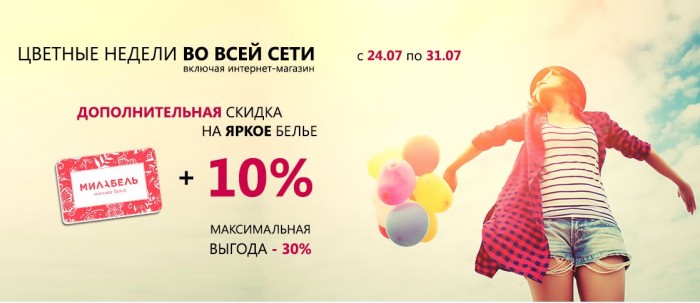 ЦВЕТНЫЕ НЕДЕЛИ ВО ВСЕЙ СЕТИ
включая интернет-магазин
с 24.07 по 31.07
ДОПОЛНИТЕЛЬНАЯ СКИДКА
НА ЯРКОЕ БЕЛЬЕ
МИЛАБЕЛЬ
+ 10%
МАКСИМАЛЬНАЯ
ВЫГОДА - 30%